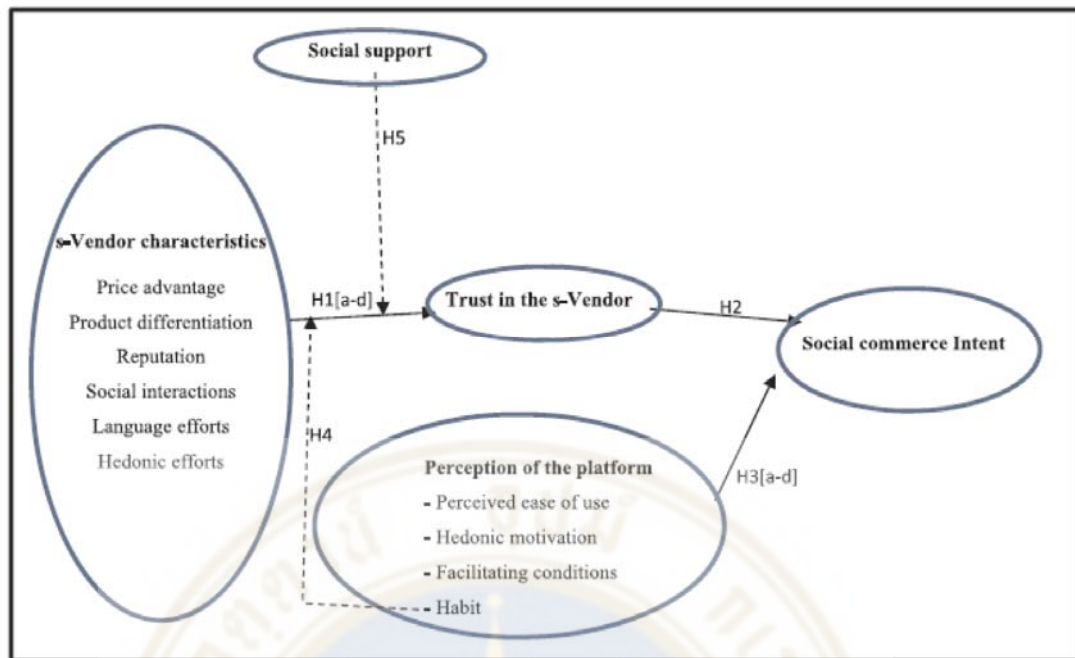 Social support
H5
s-Vendor characteristics
Price advantage
Product differentiation
Reputation
Social interactions
Language efforts
Hedonic efforts
H1[a-d]
Trust in the s-Vendor
H2
Social commerce Intent
H4
Perception of the platform
- Perceived ease of use
- Hedonic motivation
- Facilitating conditions
- Habit
H3[a-d]